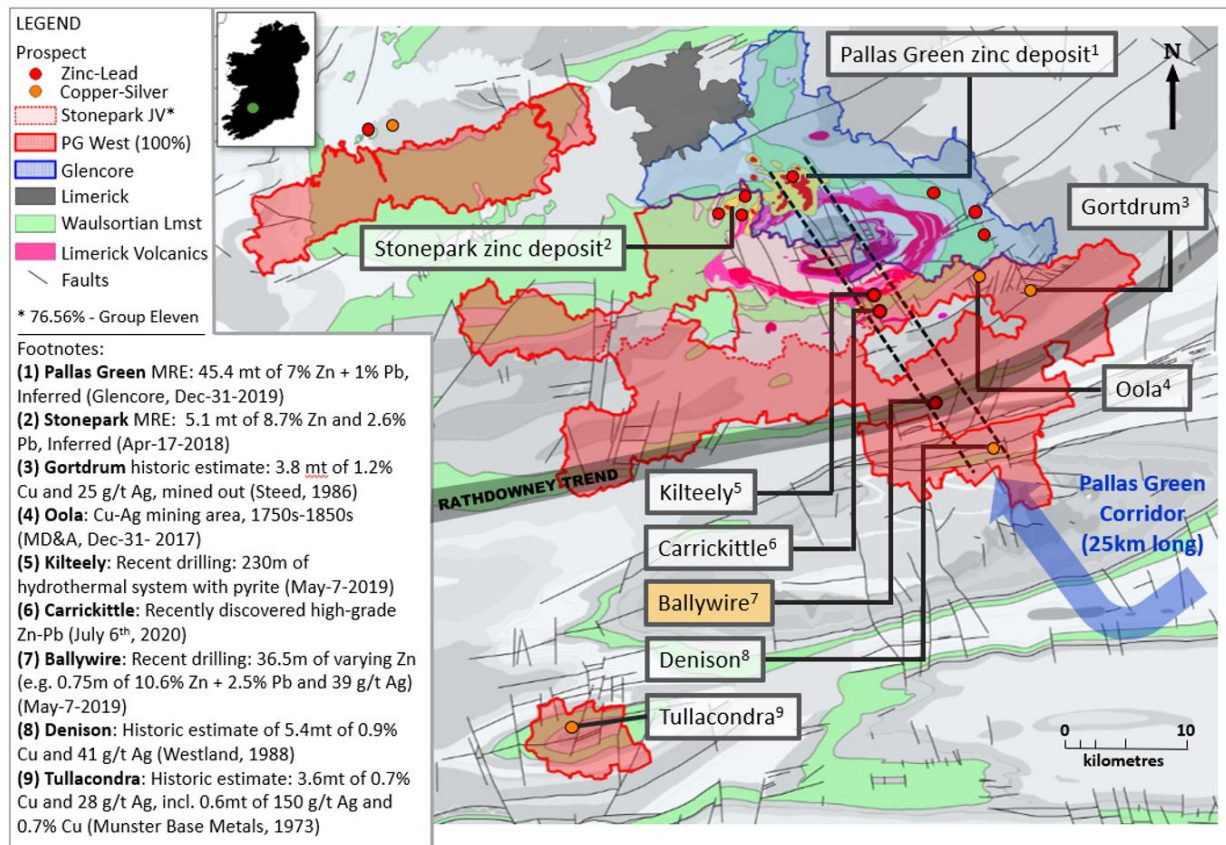 LEGEND
Prospect
Zinc-Lead
Copper-Silver
Stonepark JV*
PG West (100%)
Glencore
Limerick
Waulsortian Lmst
Limerick Volcanics
Faults
* 76.56% - Group Eleven
Footnotes:
(1) Pallas Green MRE: 45.4 mt of 7% Zn + 1% Pb,
Inferred (Glencore, Dec-31-2019)
(2) Stonepark MRE: 5.1 mt of 8.7% Zn and 2.6%
Pb, Inferred (Apr-17-2018)
(3) Gortdrum historic estimate: 3.8 mt of 1.2%
Cu and 25 g/t Ag, mined out (Steed, 1986)
(4) Oola: Cu-Ag mining area, 1750s-1850s
(MD&A, Dec-31- 2017)
(5) Kilteely: Recent drilling: 230m of
hydrothermal system with pyrite (May-7-2019)
(6) Carrickittle: Recently discovered high-grade
Zn-Pb (July 6th, 2020)
(7) Ballywire: Recent drilling: 36.5m of varying Zn
(e.g. 0.75m of 10.6% Zn + 2.5% Pb and 39 g/t Ag)
(May-7-2019)
(8) Denison: Historic estimate of 5.4mt of 0.9%
Cu and 41 g/t Ag (Westland, 1988)
(9) Tullacondra: Historic estimate: 3.6mt of 0.7%
Cu and 28 g/t Ag, incl. 0.6mt of 150 g/t Ag and
0.7% Cu (Munster Base Metals, 1973)
Pallas Green zinc deposit1
N
Gortdrum3
Stonepark zinc deposit2
Oola4
RATHDOWNEY TREND
Kilteely5
Pallas Green
Corridor
(25km long)
Carrickittle6
Ballywire7
Denison8
Tullacondra9
0 10
kilometres